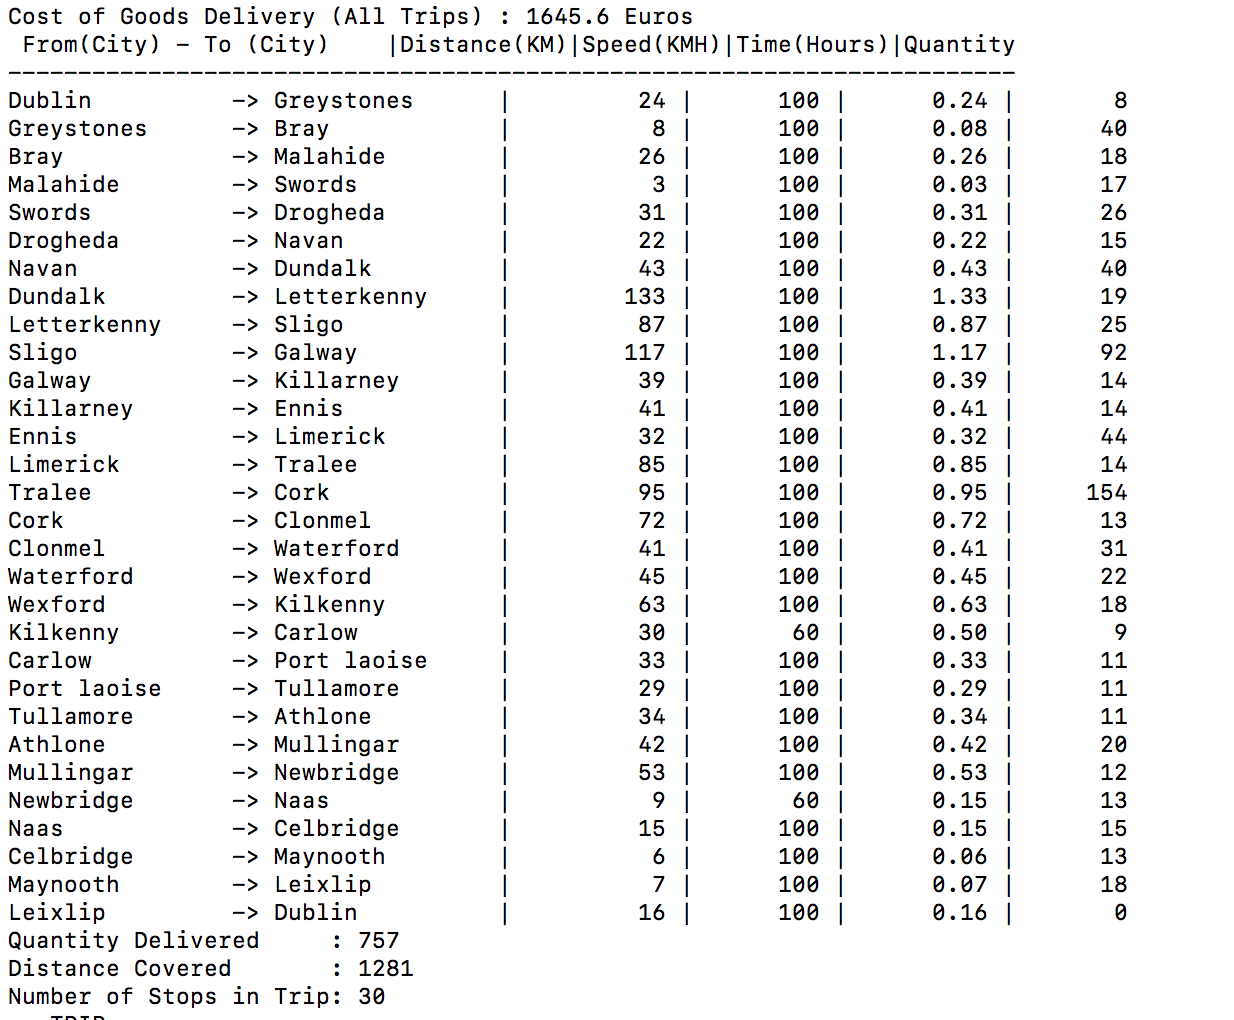 Cost of Goods Delivery (All Trips) : 1645.6 Euros
From(City) - To (City) |Distance(KM)|Speed(KMH)|Time(Hours)|Quantity
------------------------------------------------------------------------
Dublin -> Greystones | 24 | 100 | 0.24 | 8
Greystones -> Bray | 8 | 100 | 0.08 | 40
Bray -> Malahide | 26 | 100 | 0.26 | 18
Malahide -> Swords | 3 | 100 | 0.03 | 17
Swords -> Drogheda | 31 | 100 | 0.31 | 26
Drogheda -> Navan | 22 | 100 | 0.22 | 15
Navan -> Dundalk | 43 | 100 | 0.43 | 40
Dundalk -> Letterkenny | 133 | 100 | 1.33 | 19
Letterkenny -> Sligo | 87 | 100 | 0.87 | 25
Sligo -> Galway | 117 | 100 | 1.17 | 92
Galway -> Killarney | 39 | 100 | 0.39 | 14
Killarney -> Ennis | 41 | 100 | 0.41 | 14
Ennis -> Limerick | 32 | 100 | 0.32 | 44
Limerick -> Tralee | 85 | 100 | 0.85 | 14
Tralee -> Cork | 95 | 100 | 0.95 | 154
Cork -> Clonmel | 72 | 100 | 0.72 | 13
Clonmel -> Waterford | 41 | 100 | 0.41 | 31
Waterford -> Wexford | 45 | 100 | 0.45 | 22
Wexford -> Kilkenny | 63 | 100 | 0.63 | 18
Kilkenny -> Carlow | 30 | 60 | 0.50 | 9
Carlow -> Port laoise | 33 | 100 | 0.33 | 11
Port laoise -> Tullamore | 29 | 100 | 0.29 | 11
Tullamore -> Athlone | 34 | 100 | 0.34 | 11
Athlone -> Mullingar | 42 | 100 | 0.42 | 20
Mullingar -> Newbridge | 53 | 100 | 0.53 | 12
Newbridge -> Naas | 9 | 60 | 0.15 | 13
Naas -> Celbridge | 15 | 100 | 0.15 | 15
Celbridge -> Maynooth | 6 | 100 | 0.06 | 13
Maynooth -> Leixlip | 7 | 100 | 0.07 | 18
Leixlip -> Dublin | 16 | 100 | 0.16 | 0
Quantity Delivered : 757
Distance Covered : 1281
Number of Stops in Trip: 30